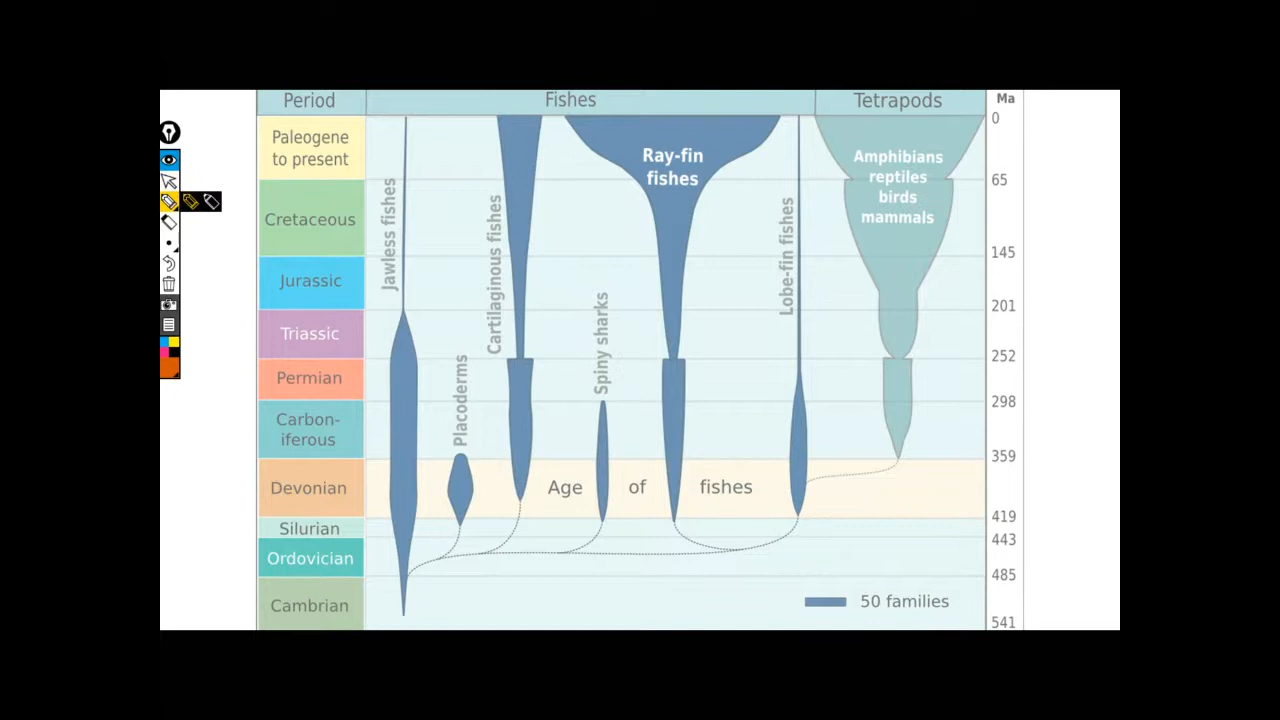 Period
Fishes
Tetrapods
Ma
Paleogene
to present
Cretaceous
Jurassic
Triassic
Permian
Carbon-
iferous
Devonian
Silurian
Ordovician
Cambrian
Jawless fishes
Placoderms
Cartilaginous fishes
Spiny sharks
Ray-fin
fishes
Lobe-fin fishes
Amphibians
reptiles
birds
mammals
Age of fishes
50 families
0
65
145
201
252
298
359
419
443
485
541